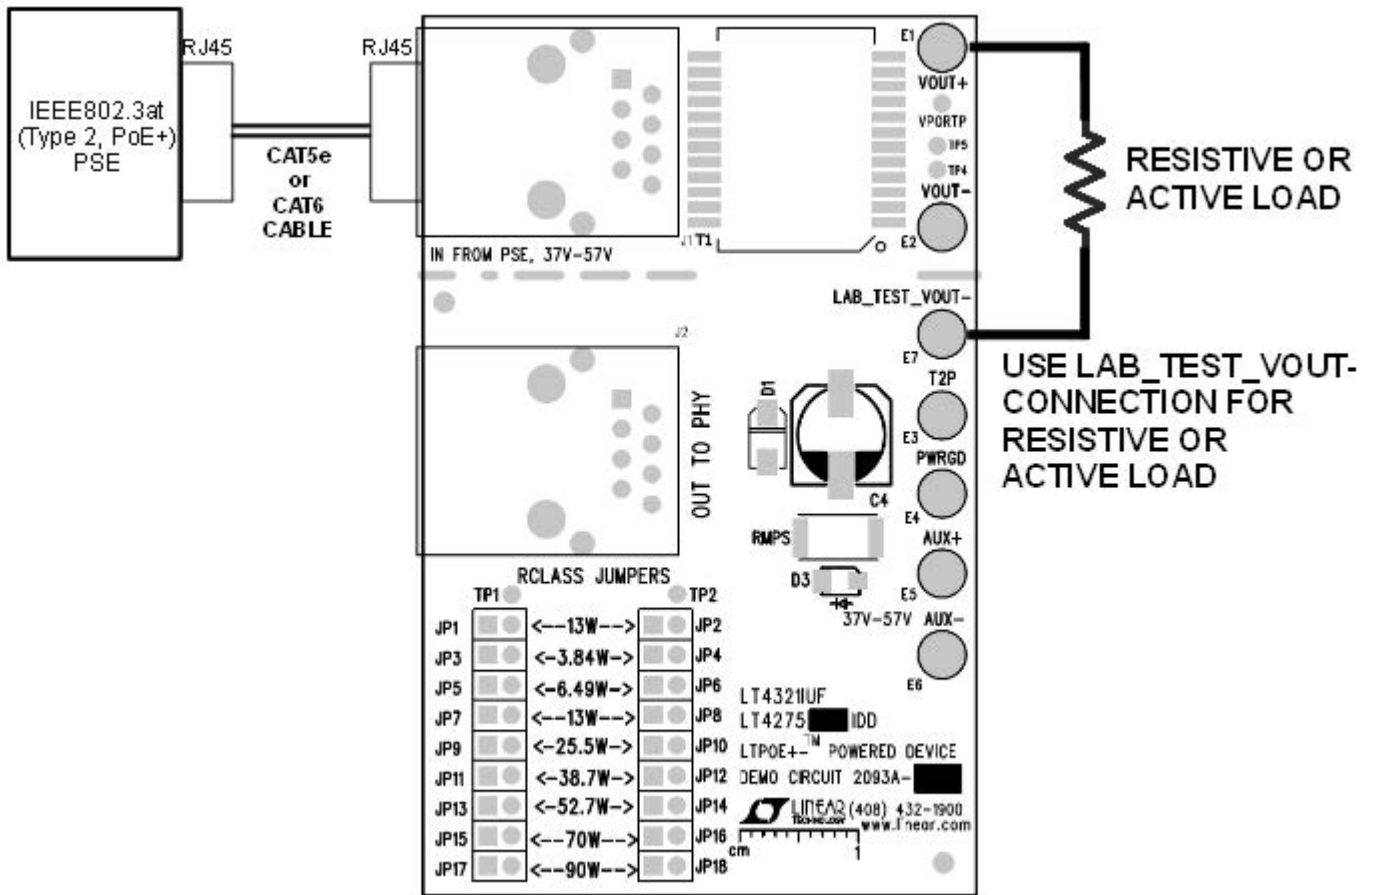 IEEE802.3at
(Type 2, PoE+)
PSE
RJ45
RJ45
CAT5e
or
CAT6
CABLE
IN FROM PSE, 37V-57V
J1 T1
E1
VOUT+
VPORTP
TP5
TP4
VOUT-
E2
RESISTIVE OR
ACTIVE LOAD
LAB_TEST_VOUT-
E7
USE LAB_TEST_VOUT-
CONNECTION FOR
RESISTIVE OR
ACTIVE LOAD
J2
OUT TO PHY
D1
C4
T2P
E3
PWRGD
E4
RMPS
AUX+
D3
E5
37V-57V AUX-
E6
RCLASS JUMPERS
TP1 TP2
JP1 <--13W--> JP2
JP3 <-3.84W-> JP4
JP5 <-6.49W-> JP6
JP7 <--13W--> JP8
JP9 <-25.5W-> JP10
JP11 <-38.7W-> JP12
JP13 <-52.7W-> JP14
JP15 <--70W--> JP16
JP17 <--90W--> JP18
LT4321IUF
LT4275 IDD
LTPOE+-™ POWERED DEVICE
DEMO CIRCUIT 2093A-
LINEAR (408) 432-1900
TECHNOLOGY www.linear.com
cm 1